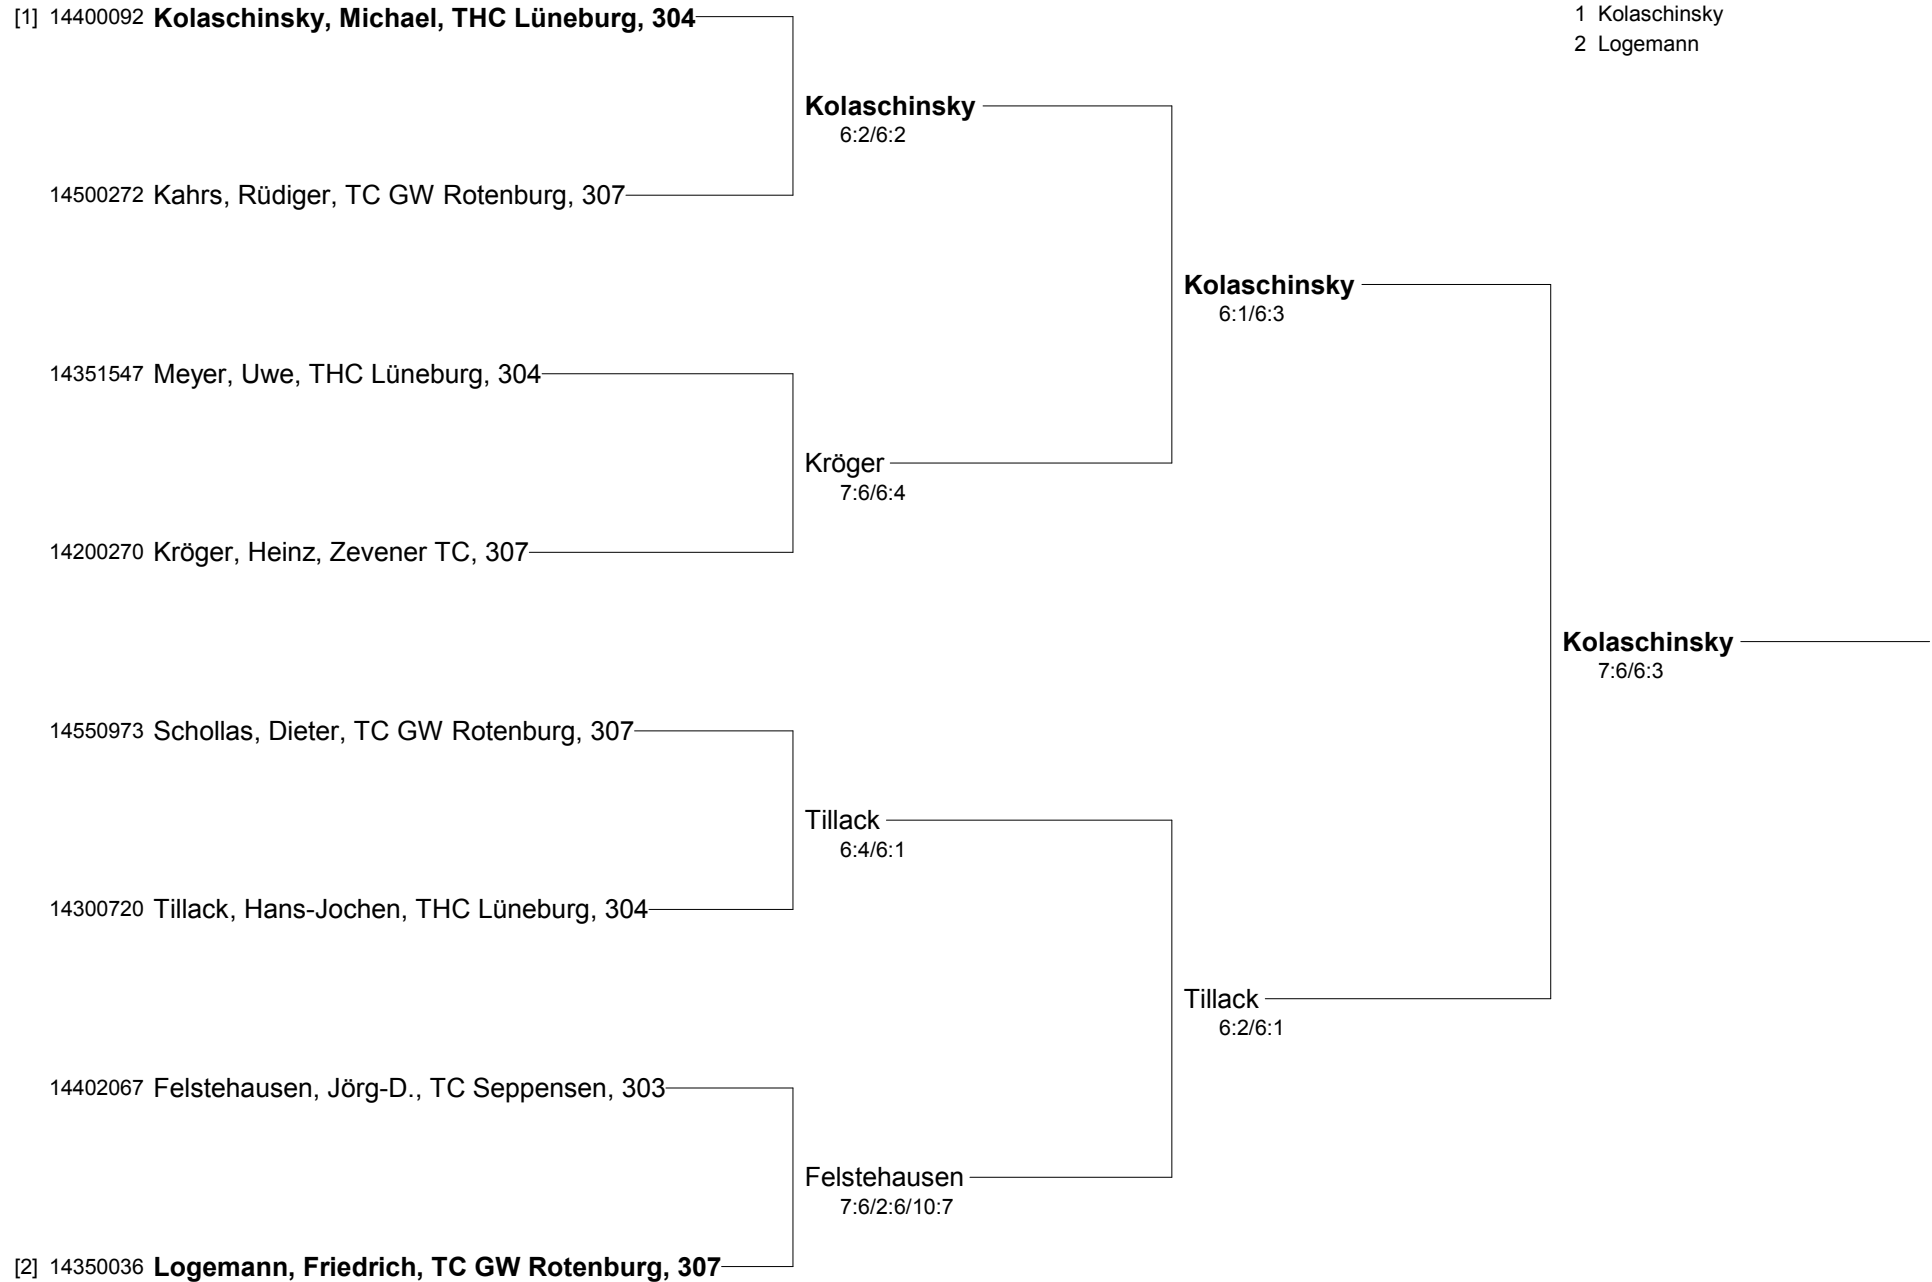 [1] 14400092 Kolaschinsky, Michael, THC Lüneburg, 304
1 Kolaschinsky
2 Logemann
Kolaschinsky
6:2/6:2
14500272 Kahrs, Rüdiger, TC GW Rotenburg, 307
Kolaschinsky
6:1/6:3
14351547 Meyer, Uwe, THC Lüneburg, 304
Kröger
7:6/6:4
14200270 Kröger, Heinz, Zevener TC, 307
Kolaschinsky
7:6/6:3
14550973 Schollas, Dieter, TC GW Rotenburg, 307
Tillack
6:4/6:1
14300720 Tillack, Hans-Jochen, THC Lüneburg, 304
Tillack
6:2/6:1
14402067 Felstehausen, Jörg-D., TC Seppensen, 303
Felstehausen
7:6/2:6/10:7
[2] 14350036 Logemann, Friedrich, TC GW Rotenburg, 307